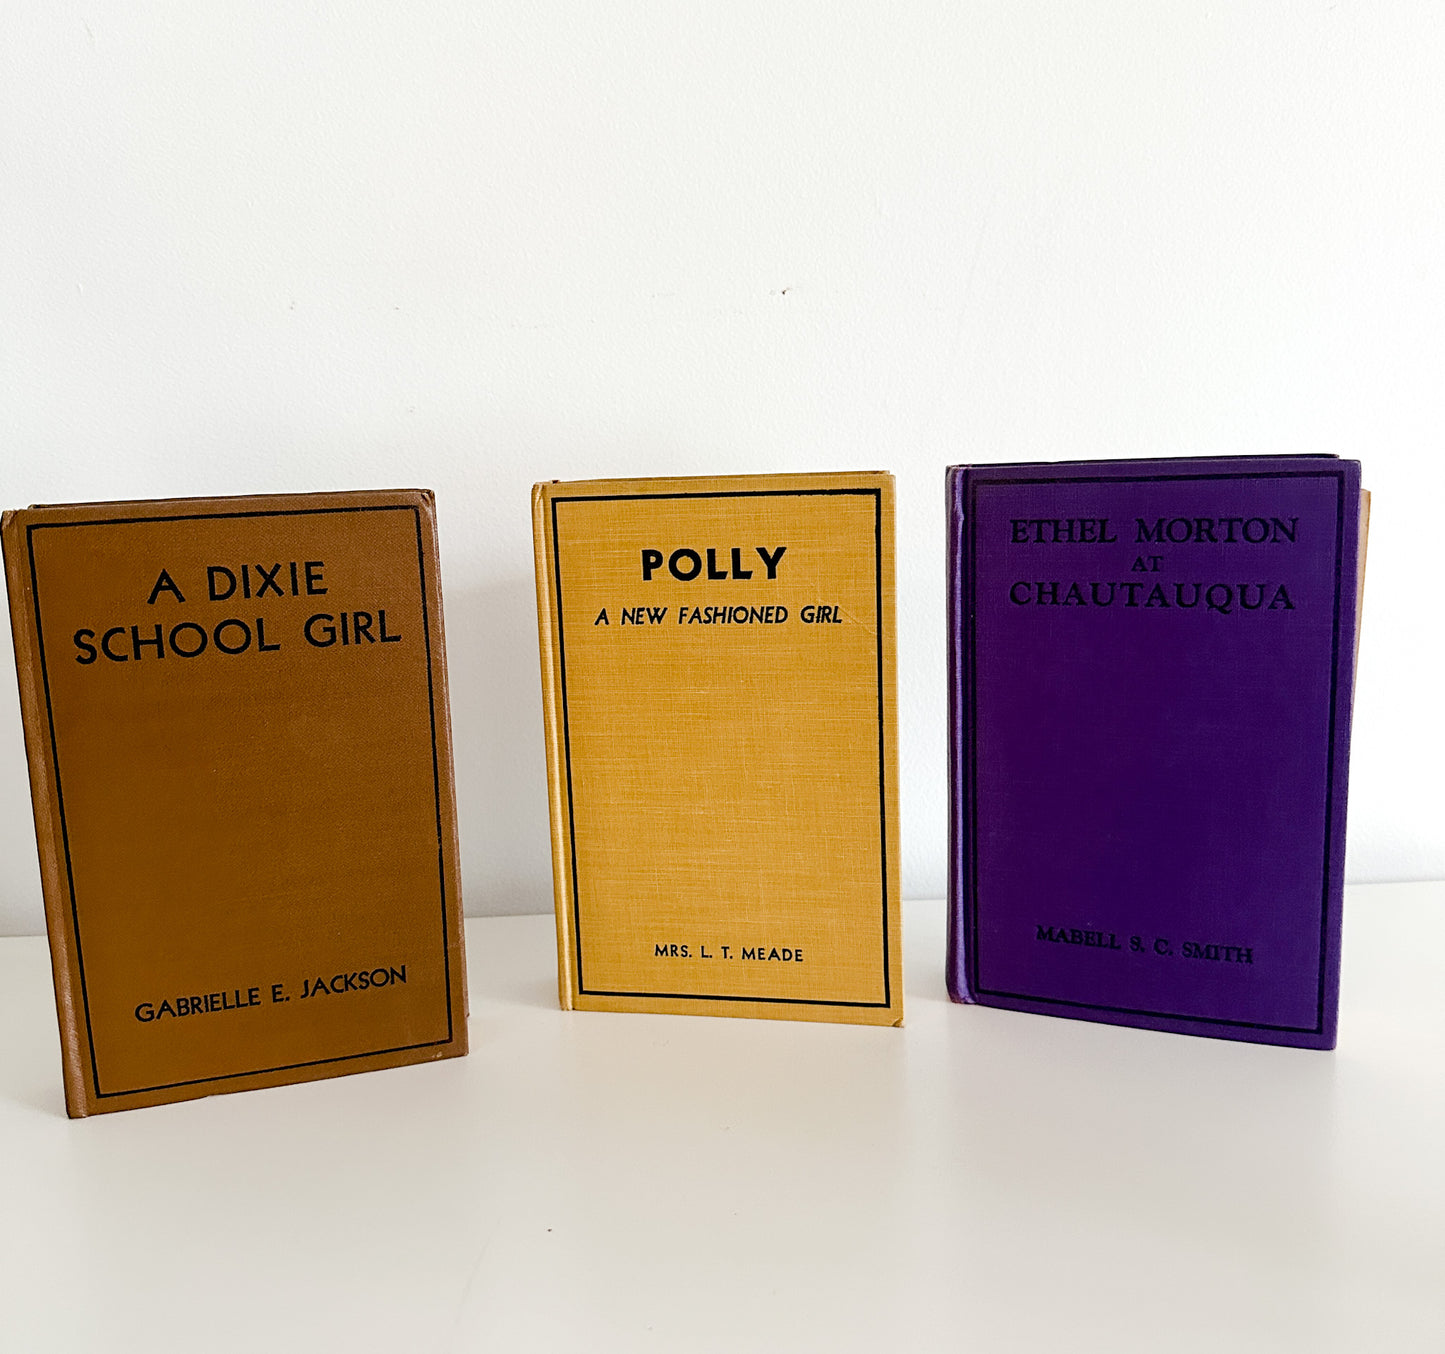 A DIXIE
SCHOOL GIRL
GABRIELLE E. JACKSON
POLLY
A NEW FASHIONED GIRL
MRS. L. T. MEADE
ETHEL MORTON
AT
CHAUTAUQUA
MABELL S. C. SMITH